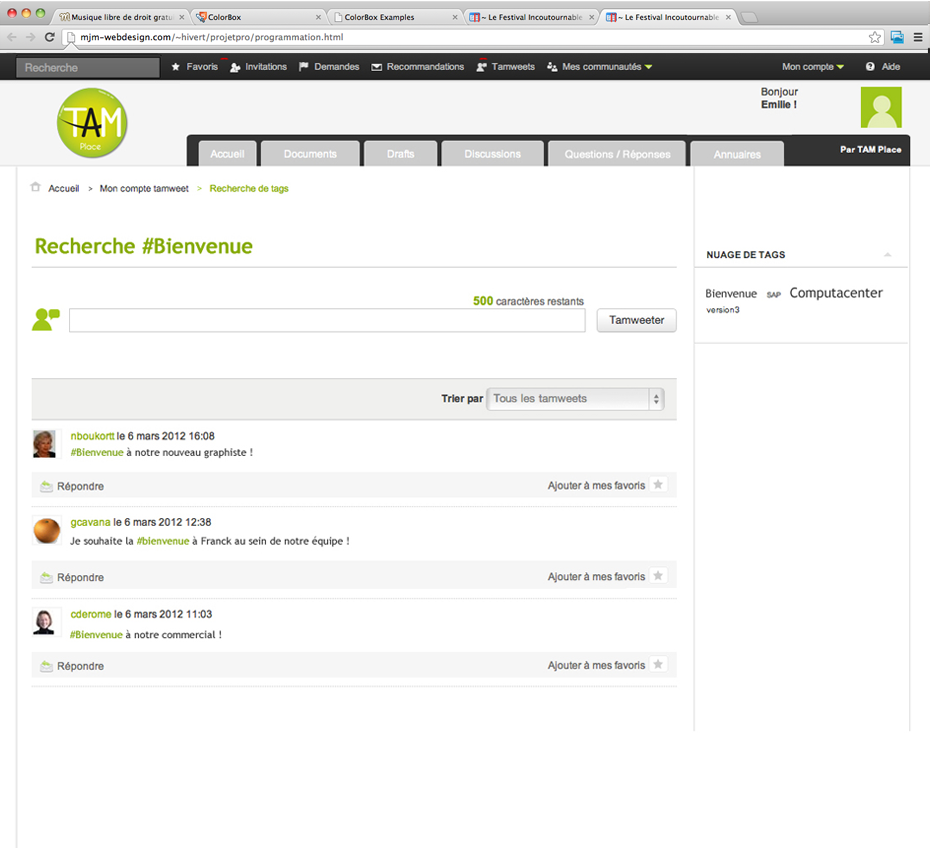 Musique libre de droit gratu
ColorBox
ColorBox Examples
~ Le Festival Incoutournable
~ Le Festival Incoutournable
mjm-webdesign.com/~hivert/projetpro/programmation.html
Recherche Favoris Invitations Demandes Recommandations Tamweets Mes communautés Mon compte Aide
Bonjour
Emilie !
TAM
Place
Accueil Documents Drafts Discussions Questions / Réponses Annuaires Par TAM Place
Accueil > Mon compte tamweet > Recherche de tags
Recherche #Bienvenue
NUAGE DE TAGS
Bienvenue SAP Computacenter
version3
500 caractères restants
Tamweeter
Trier par Tous les tamweets
nboukortt le 6 mars 2012 16:08
#Bienvenue à notre nouveau graphiste !
Répondre Ajouter à mes favoris
gcavana le 6 mars 2012 12:38
Je souhaite la #bienvenue à Franck au sein de notre équipe !
Répondre Ajouter à mes favoris
cderome le 6 mars 2012 11:03
#Bienvenue à notre commercial !
Répondre Ajouter à mes favoris